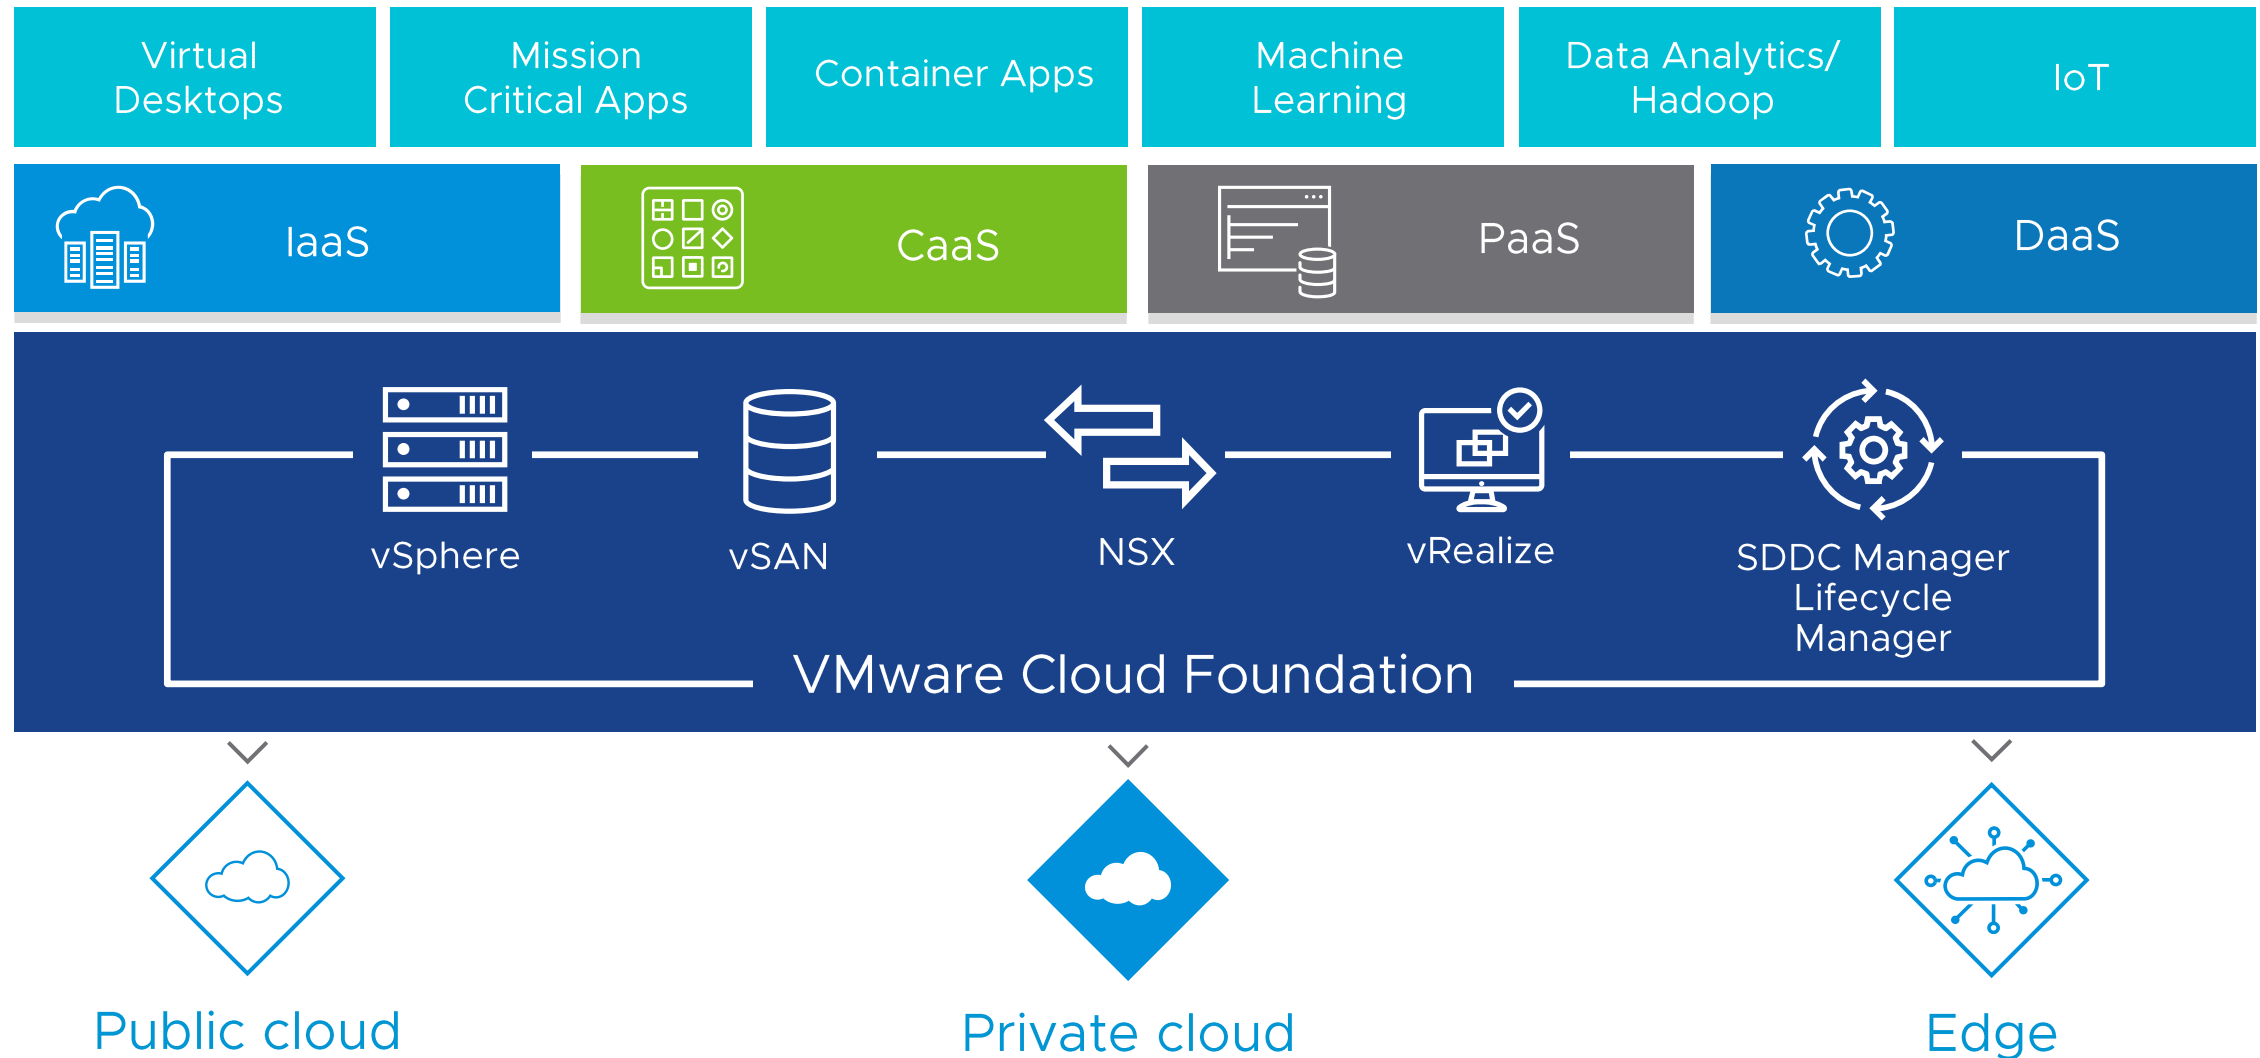 Virtual
Desktops
Mission
Critical Apps
Container Apps
Machine
Learning
Data Analytics/
Hadoop
IoT
IaaS
CaaS
PaaS
DaaS
vSphere
vSAN
NSX
vRealize
SDDC Manager
Lifecycle
Manager
VMware Cloud Foundation
Public cloud
Private cloud
Edge